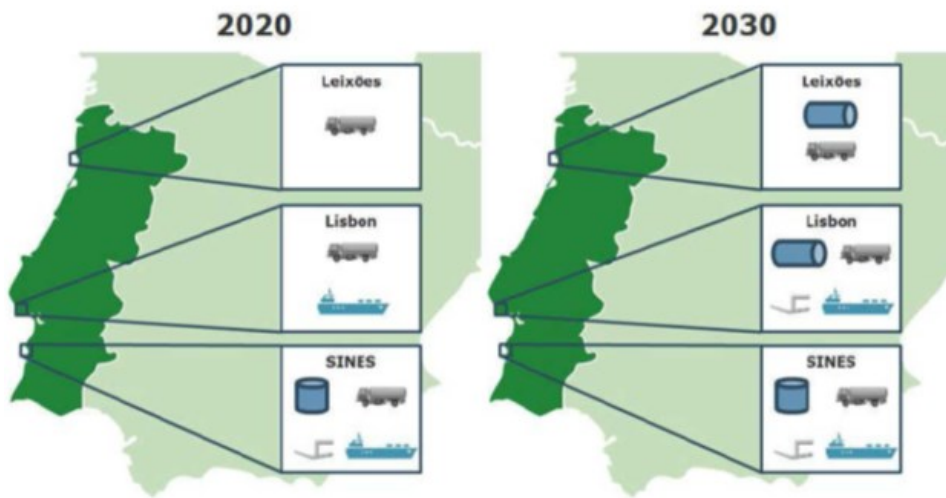 2020
2030
Leixões
Lisbon
SINES
Leixões
Lisbon
SINES